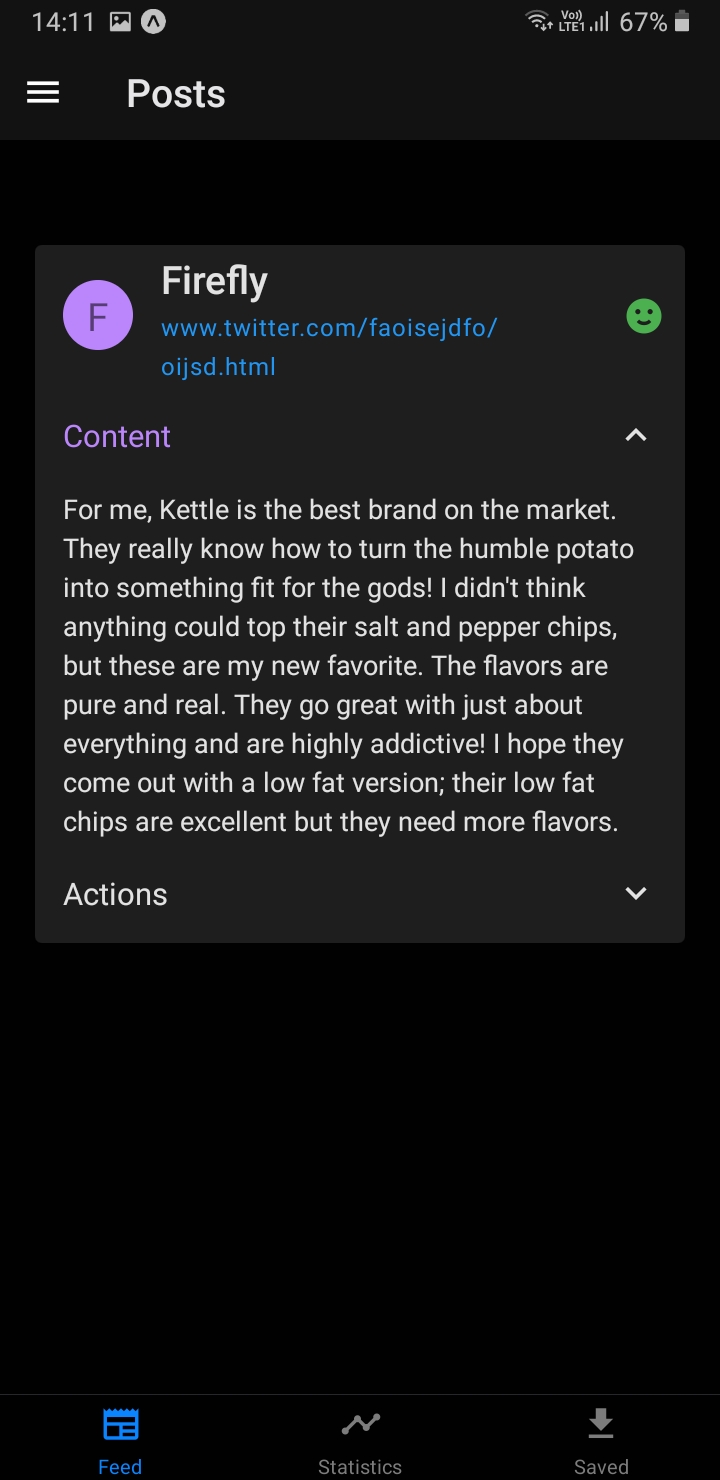 14:11
Vo)) LTE1 67%
Posts
F
Firefly
www.twitter.com/faoisejdfo/
oijsd.html
Content
For me, Kettle is the best brand on the market.
They really know how to turn the humble potato
into something fit for the gods! I didn't think
anything could top their salt and pepper chips,
but these are my new favorite. The flavors are
pure and real. They go great with just about
everything and are highly addictive! I hope they
come out with a low fat version; their low fat
chips are excellent but they need more flavors.
Actions
Feed
Statistics
Saved